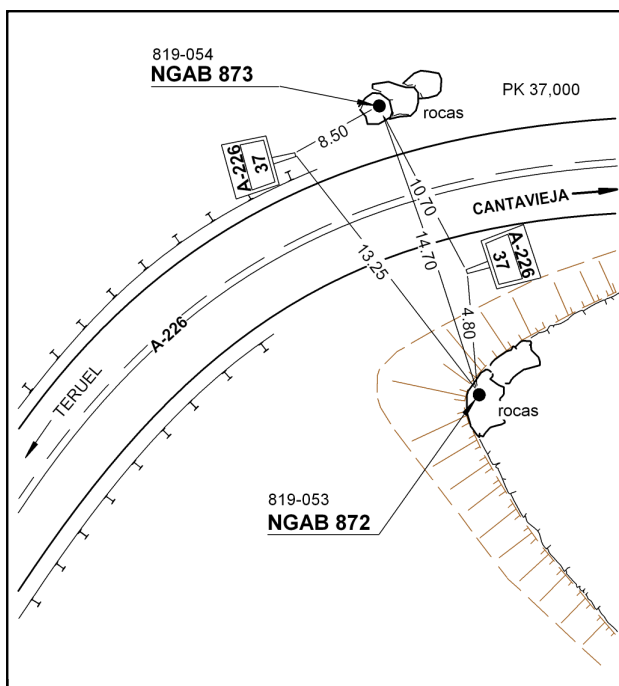 819-054
NGAB 873
PK 37,000
rocas
8.50
A-226
37
10.70
CANTAVIEJA
14.70
13.25
A-226
37
4.80
A-226
TERUEL
rocas
819-053
NGAB 872